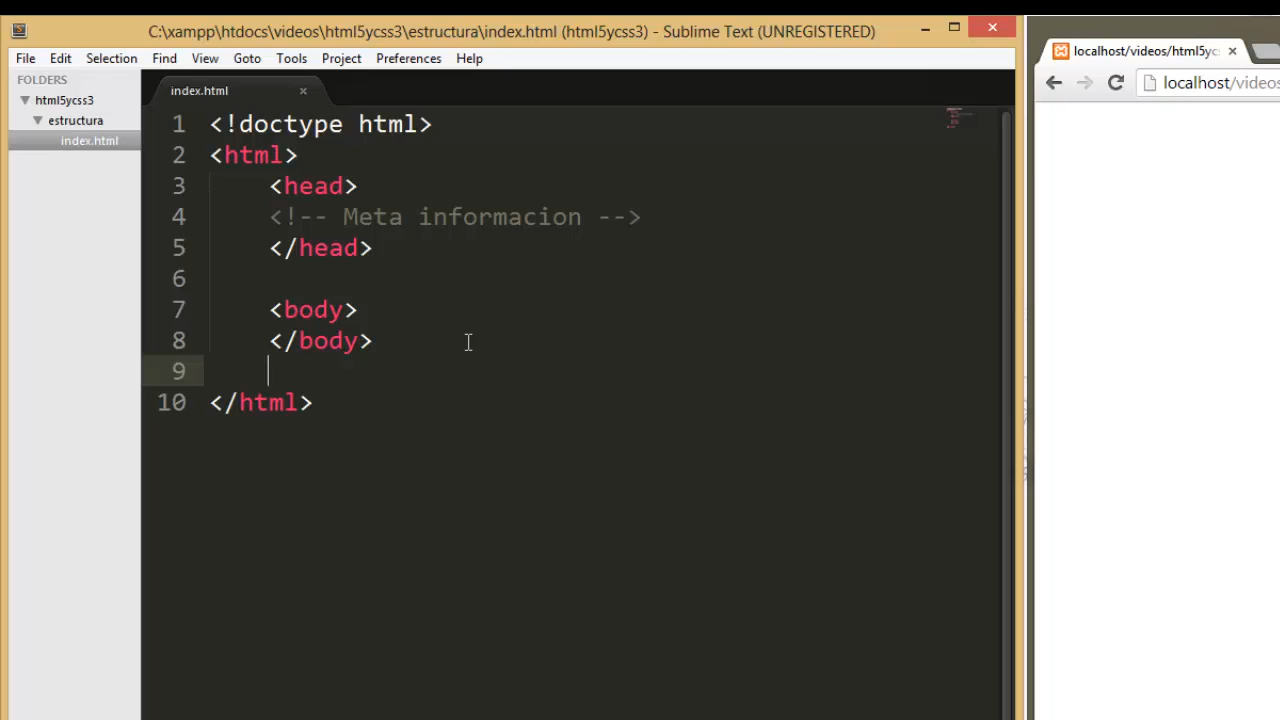 C:\xampp\htdocs\videos\html5ycss3\estructura\index.html (html5ycss3) - Sublime Text (UNREGISTERED)
File Edit Selection Find View Goto Tools Project Preferences Help
FOLDERS
html5ycss3
estructura
index.html
index.html
1 <!doctype html>
2 <html>
3 <head>
4 <!-- Meta informacion -->
5 </head>
6
7 <body>
8 </body>
9
10 </html>
localhost/videos/html5yc
localhost/videos